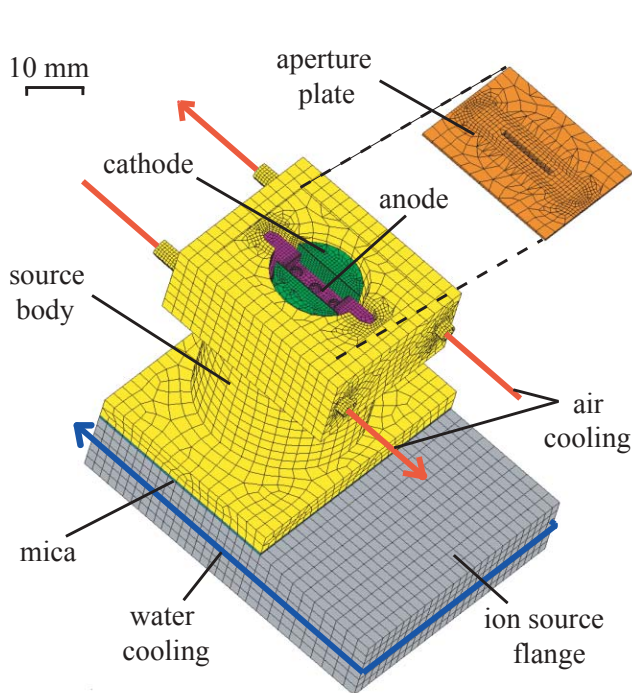 10 mm
aperture
plate
cathode
anode
source
body
air
cooling
mica
water
cooling
ion source
flange